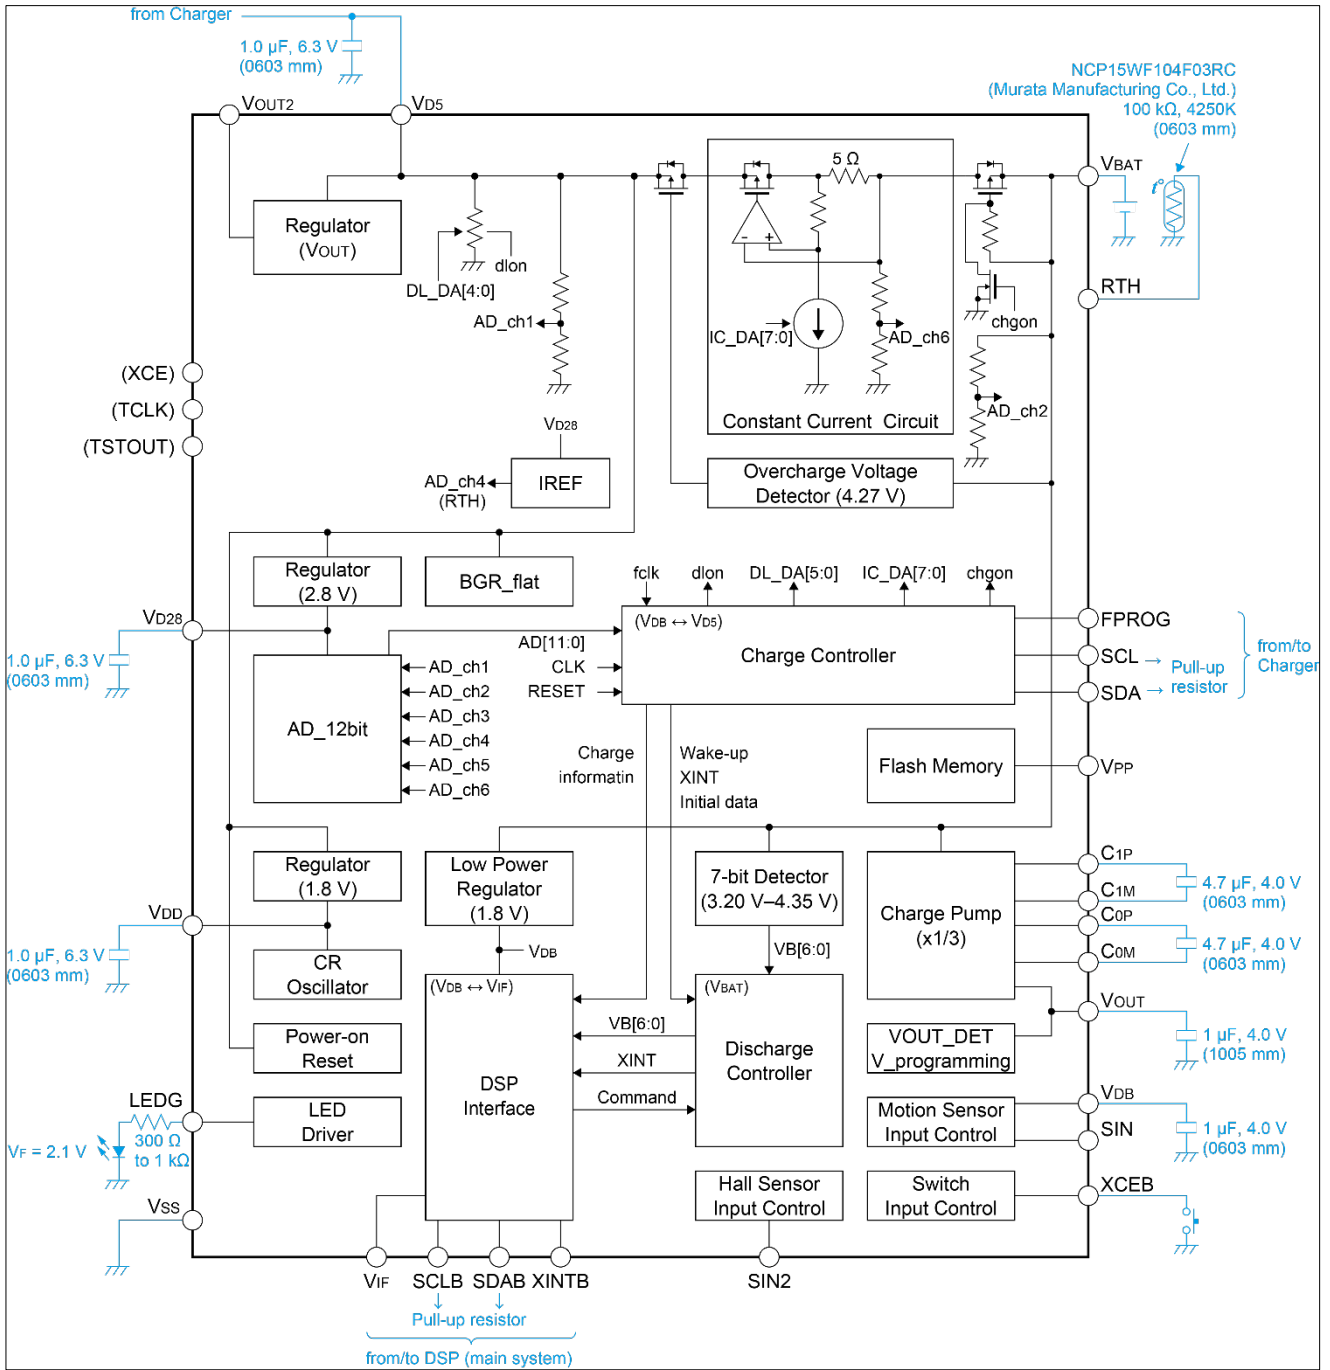 from Charger
1.0 µF, 6.3 V
(0603 mm)
NCP15WF104F03RC
(Murata Manufacturing Co., Ltd.)
100 kΩ, 4250K
(0603 mm)
VOUT2
VD5
5 Ω
VBAT
t°
Regulator
(VOUT)
- +
dlon
DL_DA[4:0]
RTH
AD_ch1
IC_DA[7:0]
AD_ch6
chgon
(XCE)
(TCLK)
(TSTOUT)
AD_ch2
Constant Current Circuit
VD28
AD_ch4
(RTH)
IREF
Overcharge Voltage
Detector (4.27 V)
Regulator
(2.8 V)
BGR_flat
fclk
dlon
DL_DA[5:0]
IC_DA[7:0]
chgon
VD28
1.0 µF, 6.3 V
(0603 mm)
(VDB ↔ VD5)
Charge Controller
AD[11:0]
CLK
RESET
FPROG
SCL → Pull-up
SDA → resistor
from/to
Charger
AD_12bit
AD_ch1
AD_ch2
AD_ch3
AD_ch4
AD_ch5
AD_ch6
Charge
informatin
Wake-up
XINT
Initial data
Flash Memory
VPP
Regulator
(1.8 V)
Low Power
Regulator
(1.8 V)
7-bit Detector
(3.20 V–4.35 V)
Charge Pump
(x1/3)
C1P
C1M
4.7 µF, 4.0 V
(0603 mm)
C0P
C0M
4.7 µF, 4.0 V
(0603 mm)
VDD
1.0 µF, 6.3 V
(0603 mm)
CR
Oscillator
VDB
VB[6:0]
(VDB ↔ VIF)
(VBAT)
VOUT
1 µF, 4.0 V
(1005 mm)
Power-on
Reset
VB[6:0]
XINT
Command
DSP
Interface
Discharge
Controller
VOUT_DET
V_programming
LEDG
300 Ω
to 1 kΩ
VF = 2.1 V
LED
Driver
Motion Sensor
Input Control
VDB
SIN
1 µF, 4.0 V
(0603 mm)
VSS
Hall Sensor
Input Control
Switch
Input Control
XCEB
VIF
SCLB
SDAB
XINTB
SIN2
Pull-up resistor
from/to DSP (main system)